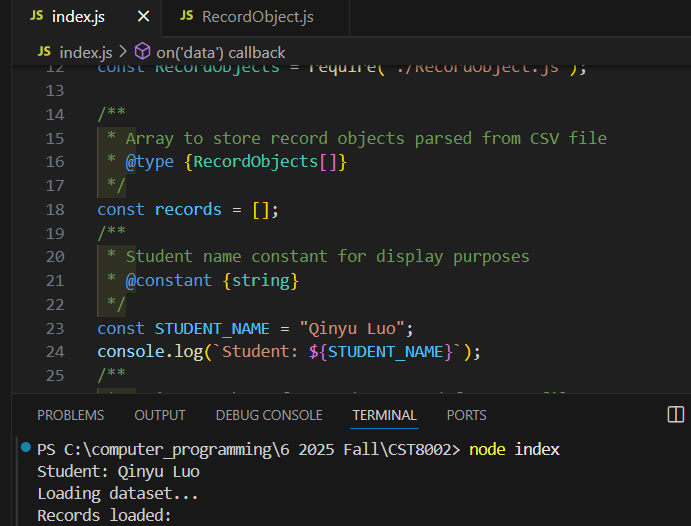 JS index.js × JS RecordObject.js
JS index.js > on('data') callback
12 const RecordObjects = require('./RecordObject.js');
13
14 /**
15 * Array to store record objects parsed from CSV file
16 * @type {RecordObjects[]}
17 */
18 const records = [];
19 /**
20 * Student name constant for display purposes
21 * @constant {string}
22 */
23 const STUDENT_NAME = "Qinyu Luo";
24 console.log(`Student: ${STUDENT_NAME}`);
25 /**
PROBLEMS OUTPUT DEBUG CONSOLE TERMINAL PORTS
PS C:\computer_programming\6 2025 Fall\CST8002> node index
Student: Qinyu Luo
Loading dataset...
Records loaded: